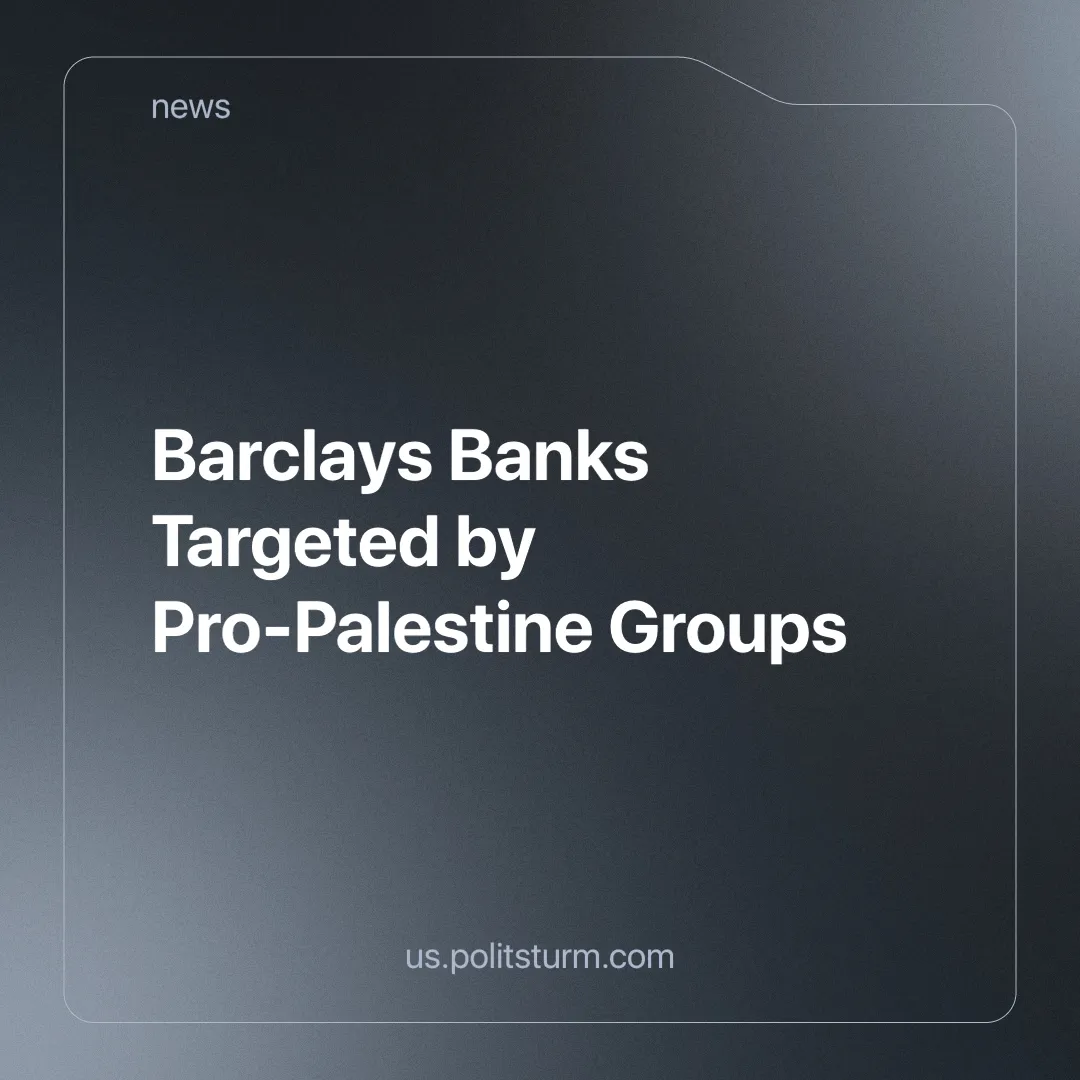 news
Barclays Banks
Targeted by
Pro-Palestine Groups
us.politsturm.com